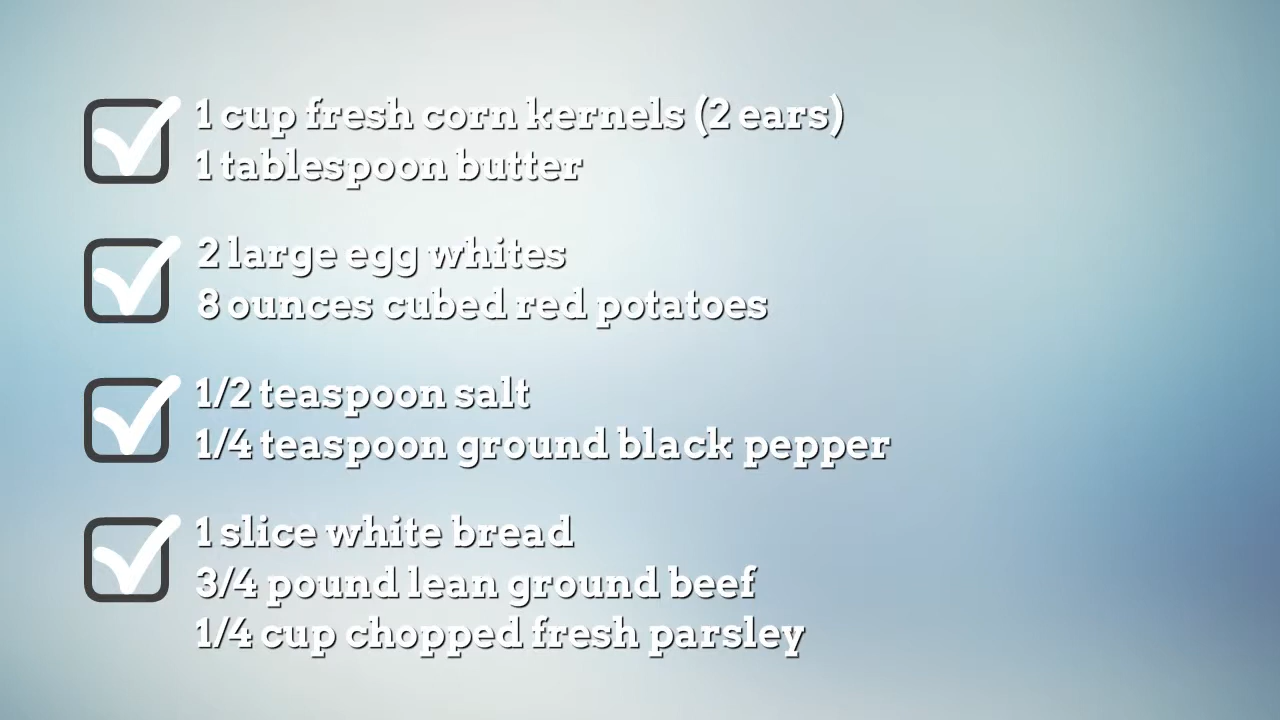 1 cup fresh corn kernels (2 ears)
1 tablespoon butter
2 large egg whites
8 ounces cubed red potatoes
1/2 teaspoon salt
1/4 teaspoon ground black pepper
1 slice white bread
3/4 pound lean ground beef
1/4 cup chopped fresh parsley